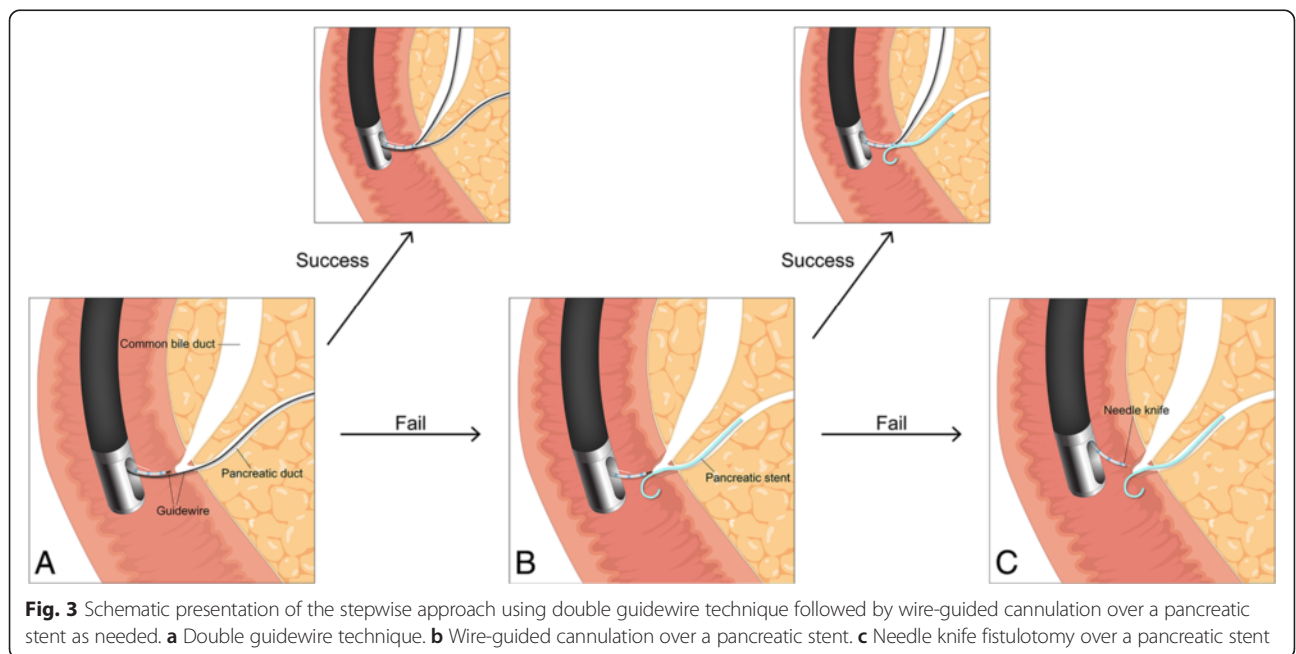 Success
Success
Common bile duct
Pancreatic duct
Guidewire
A
Fail
Pancreatic stent
B
Fail
Needle knife
C
Fig. 3 Schematic presentation of the stepwise approach using double guidewire technique followed by wire-guided cannulation over a pancreatic
stent as needed. a Double guidewire technique. b Wire-guided cannulation over a pancreatic stent. c Needle knife fistulotomy over a pancreatic stent